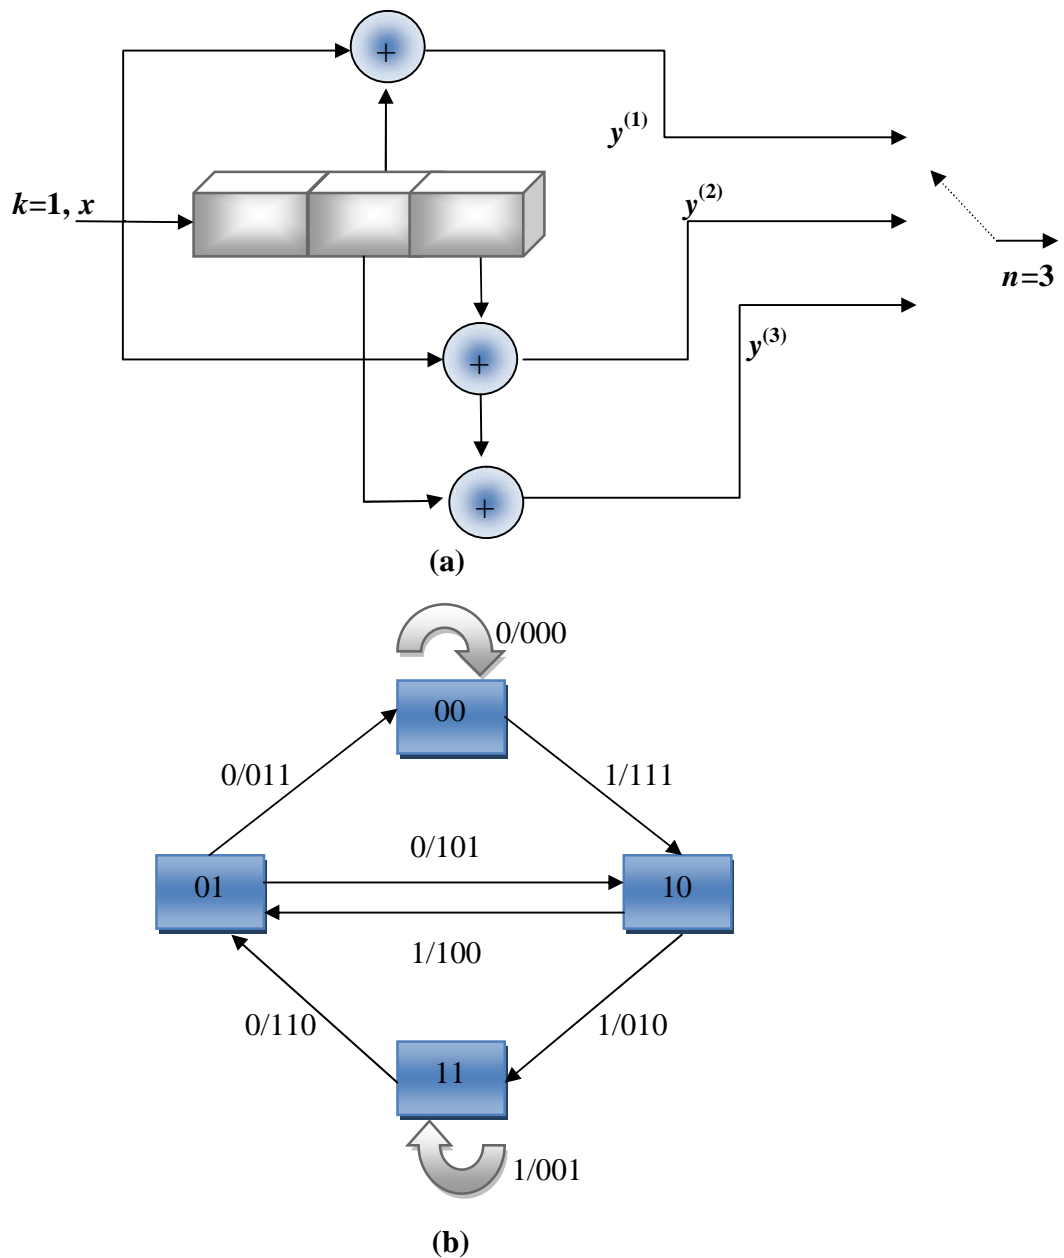 +
y(1)
k=1, x
y(2)
n=3
y(3)
+
+
(a)
0/000
00
0/011
1/111
0/101
01
10
1/100
0/110
1/010
11
1/001
(b)